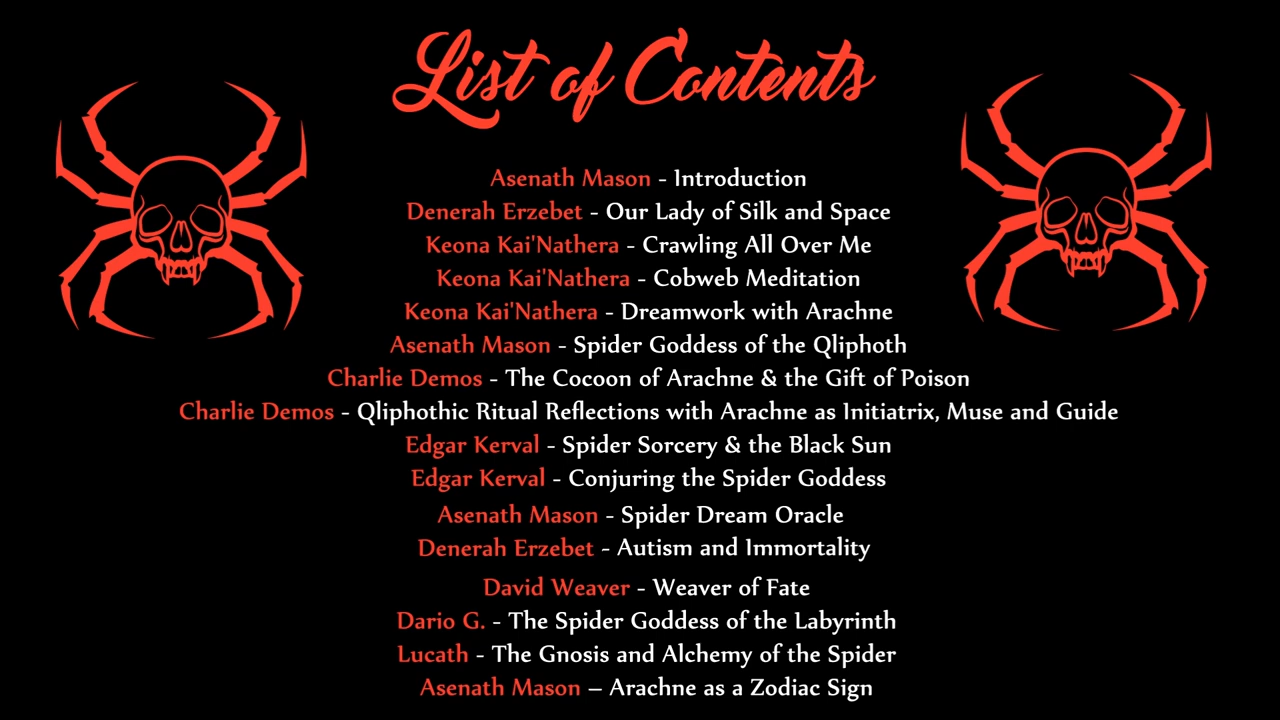 List of Contents
Asenath Mason - Introduction
Denerah Erzebet - Our Lady of Silk and Space
Keona Kai'Nathera - Crawling All Over Me
Keona Kai'Nathera - Cobweb Meditation
Keona Kai'Nathera - Dreamwork with Arachne
Asenath Mason - Spider Goddess of the Qliphoth
Charlie Demos - The Cocoon of Arachne & the Gift of Poison
Charlie Demos - Qliphothic Ritual Reflections with Arachne as Initiatrix, Muse and Guide
Edgar Kerval - Spider Sorcery & the Black Sun
Edgar Kerval - Conjuring the Spider Goddess
Asenath Mason - Spider Dream Oracle
Denerah Erzebet - Autism and Immortality
David Weaver - Weaver of Fate
Dario G. - The Spider Goddess of the Labyrinth
Lucath - The Gnosis and Alchemy of the Spider
Asenath Mason – Arachne as a Zodiac Sign